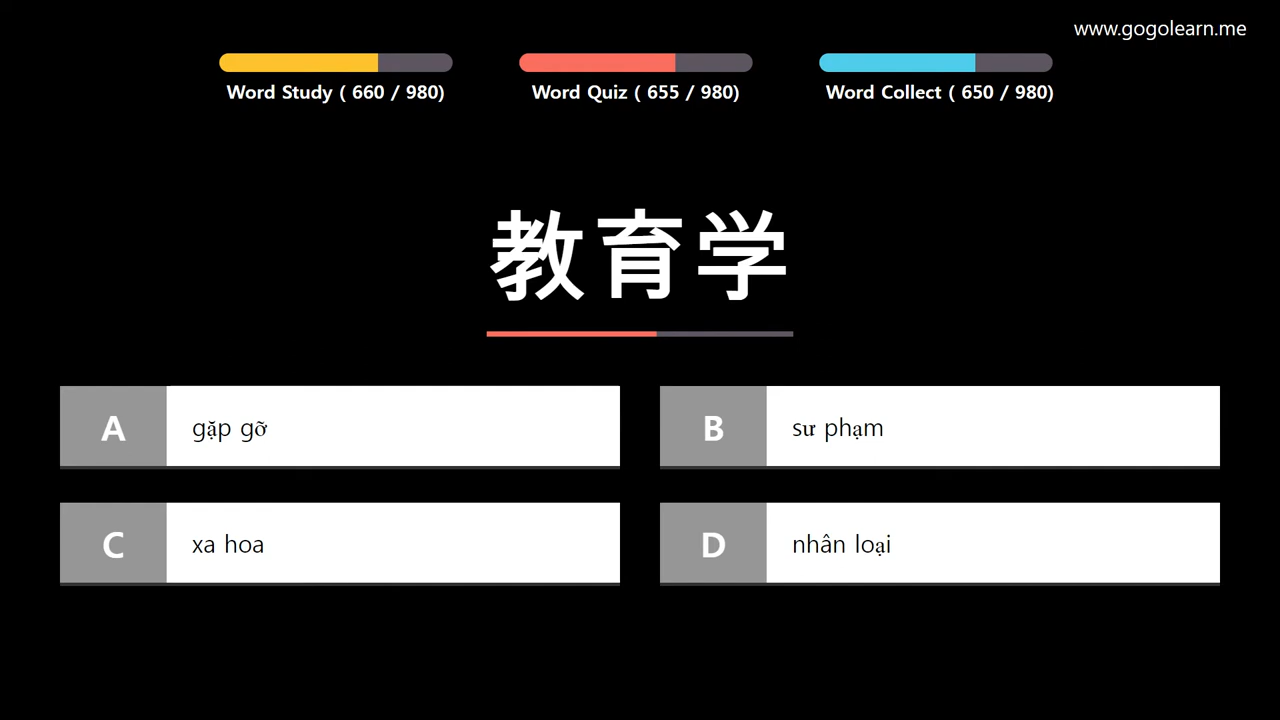 www.gogolearn.me
Word Study ( 660 / 980)
Word Quiz ( 655 / 980)
Word Collect ( 650 / 980)
教育学
A gặp gỡ
B sư phạm
C xa hoa
D nhân loại